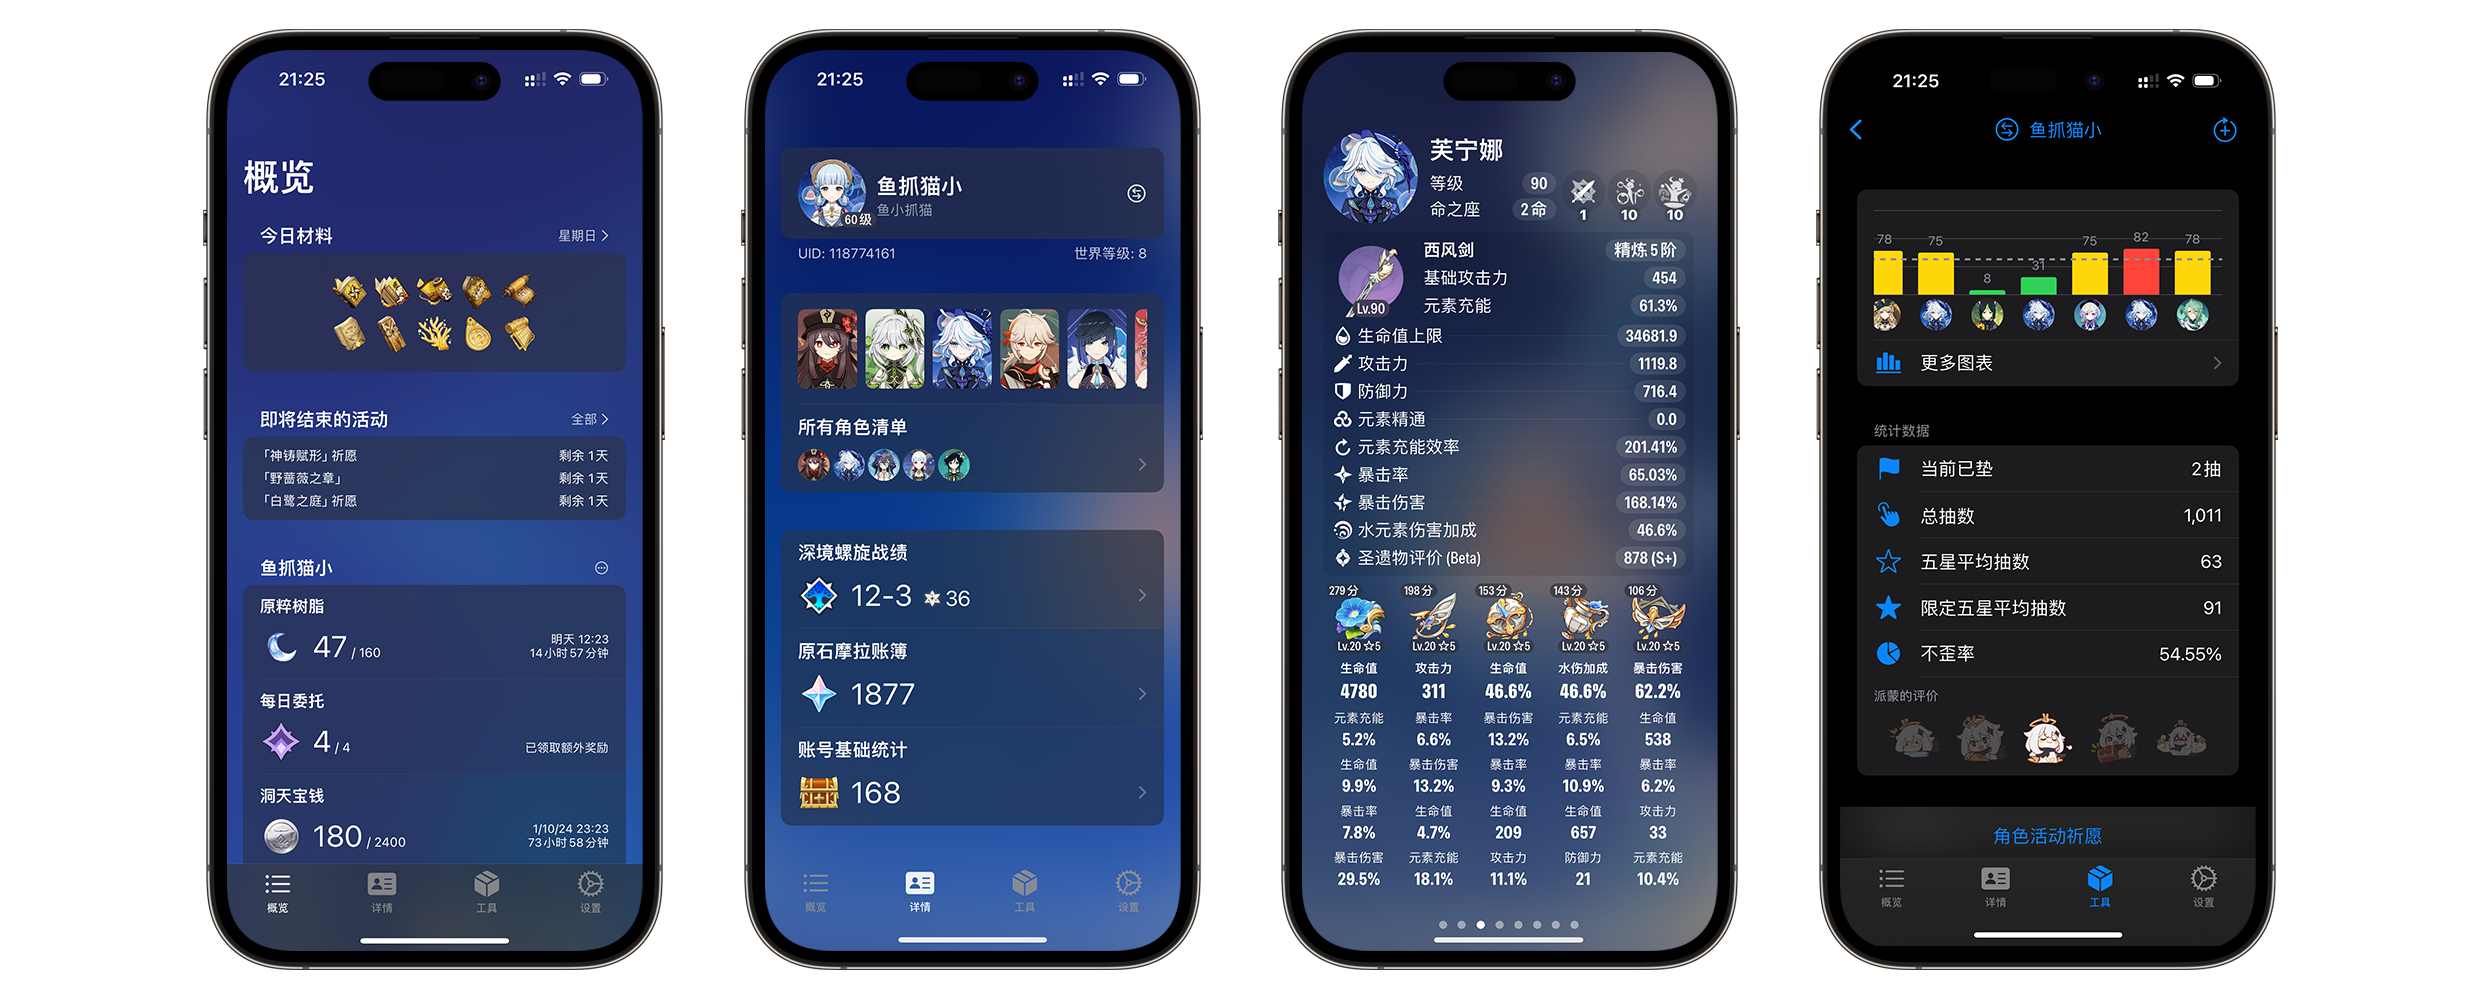 21:25
概览
今日材料
星期日
即将结束的活动
全部
「神铸赋形」祈愿 剩余 1天
「野蔷薇之章」 剩余 1天
「白鹭之庭」祈愿 剩余 1天
鱼抓猫小
原粹树脂
47 / 160
明天 12:23
14小时57分钟
每日委托
4 / 4
已领取额外奖励
洞天宝钱
180 / 2400
1/10/24 23:23
73小时58分钟
概览 详情 工具 设置
21:25
鱼抓猫小
鱼小抓猫
60级
UID: 118774161 世界等级: 8
所有角色清单
深境螺旋战绩
12-3 36
原石摩拉账簿
1877
账号基础统计
168
概览 详情 工具 设置
芙宁娜
等级 90
命之座 2命
1 10 10
西风剑 精炼5阶
基础攻击力 454
元素充能 61.3%
Lv.90
生命值上限 34681.9
攻击力 1119.8
防御力 716.4
元素精通 0.0
元素充能效率 201.41%
暴击率 65.03%
暴击伤害 168.14%
水元素伤害加成 46.6%
圣遗物评价 (Beta) 878 (S+)
279分 198分 153分 143分 106分
Lv.20 ☆5 Lv.20 ☆5 Lv.20 ☆5 Lv.20 ☆5 Lv.20 ☆5
生命值 攻击力 生命值 水伤加成 暴击伤害
4780 311 46.6% 46.6% 62.2%
元素充能 暴击率 暴击伤害 元素充能 生命值
5.2% 6.6% 13.2% 6.5% 538
生命值 暴击伤害 暴击率 暴击率 暴击率
9.9% 13.2% 9.3% 10.9% 6.2%
暴击率 生命值 生命值 生命值 攻击力
7.8% 4.7% 209 657 33
暴击伤害 元素充能 攻击力 防御力 元素充能
29.5% 18.1% 11.1% 21 10.4%
21:25
鱼抓猫小
78 75 8 31 75 82 78
更多图表
统计数据
当前已垫 2抽
总抽数 1,011
五星平均抽数 63
限定五星平均抽数 91
不歪率 54.55%
派蒙的评价
角色活动祈愿
概览 详情 工具 设置